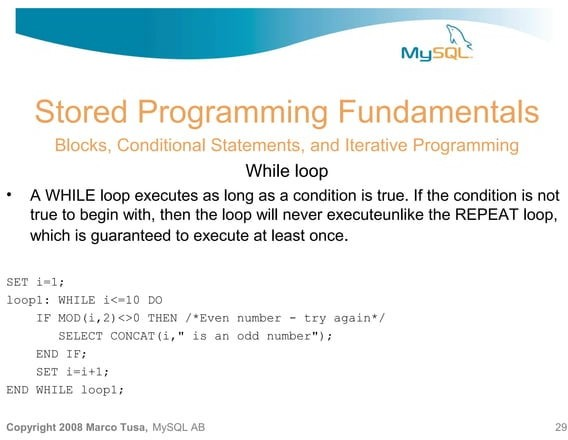 MySQL
Stored Programming Fundamentals
Blocks, Conditional Statements, and Iterative Programming
While loop
• A WHILE loop executes as long as a condition is true. If the condition is not
true to begin with, then the loop will never executeunlike the REPEAT loop,
which is guaranteed to execute at least once.
SET i=1;
loop1: WHILE i<=10 DO
    IF MOD(i,2)<>0 THEN /*Even number - try again*/
       SELECT CONCAT(i," is an odd number");
    END IF;
    SET i=i+1;
END WHILE loop1;
Copyright 2008 Marco Tusa, MySQL AB
29